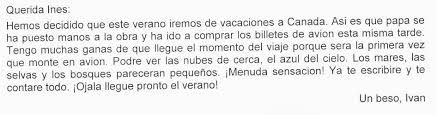 Querida Ines:
Hemos decidido que este verano iremos de vacaciones a Canada. Asi es que papa se
ha puesto manos a la obra y ha ido a comprar los billetes de avion esta misma tarde.
Tengo muchas ganas de que llegue el momento del viaje porque sera la primera vez
que monte en avion. Podre ver las nubes de cerca, el azul del cielo. Los mares, las
selvas y los bosques pareceran pequeños. ¡Menuda sensacion! Ya te escribire y te
contare todo. ¡Ojala llegue pronto el verano!
Un beso, Ivan